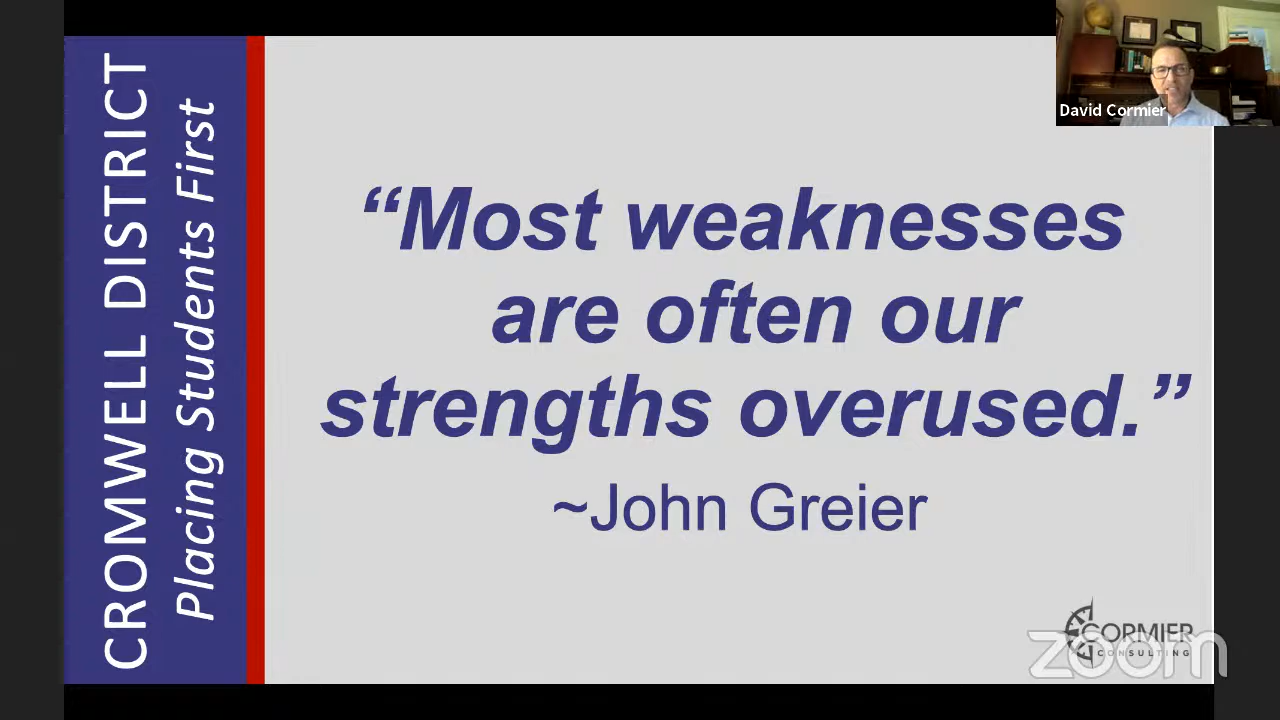 CROMWELL DISTRICT
Placing Students First
David Cormier
“Most weaknesses
are often our
strengths overused.”
~John Greier
CORMIER
CONSULTING
zoom